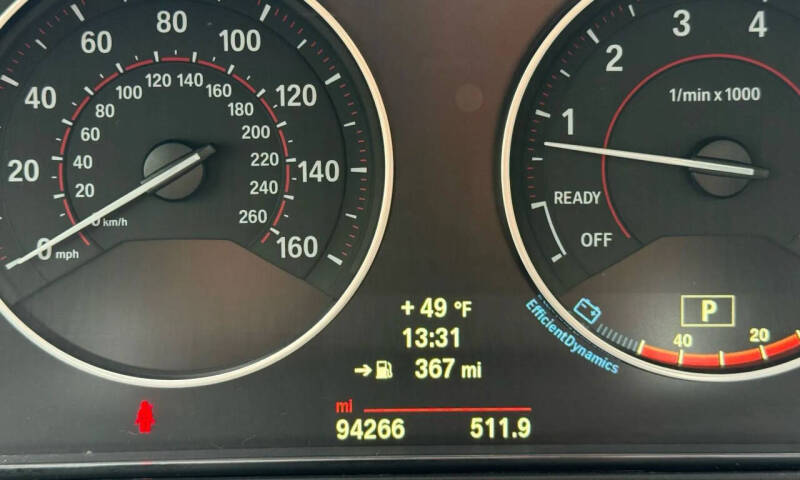 20
40
60
80
100
120
140
160
0 mph
0 km/h
20
40
60
80
100
120
140
160
180
200
220
240
260
1
2
3
4
1/min x 1000
READY
OFF
+ 49 °F
13:31
367 mi
mi
94266 511.9
EfficientDynamics
P
40 20